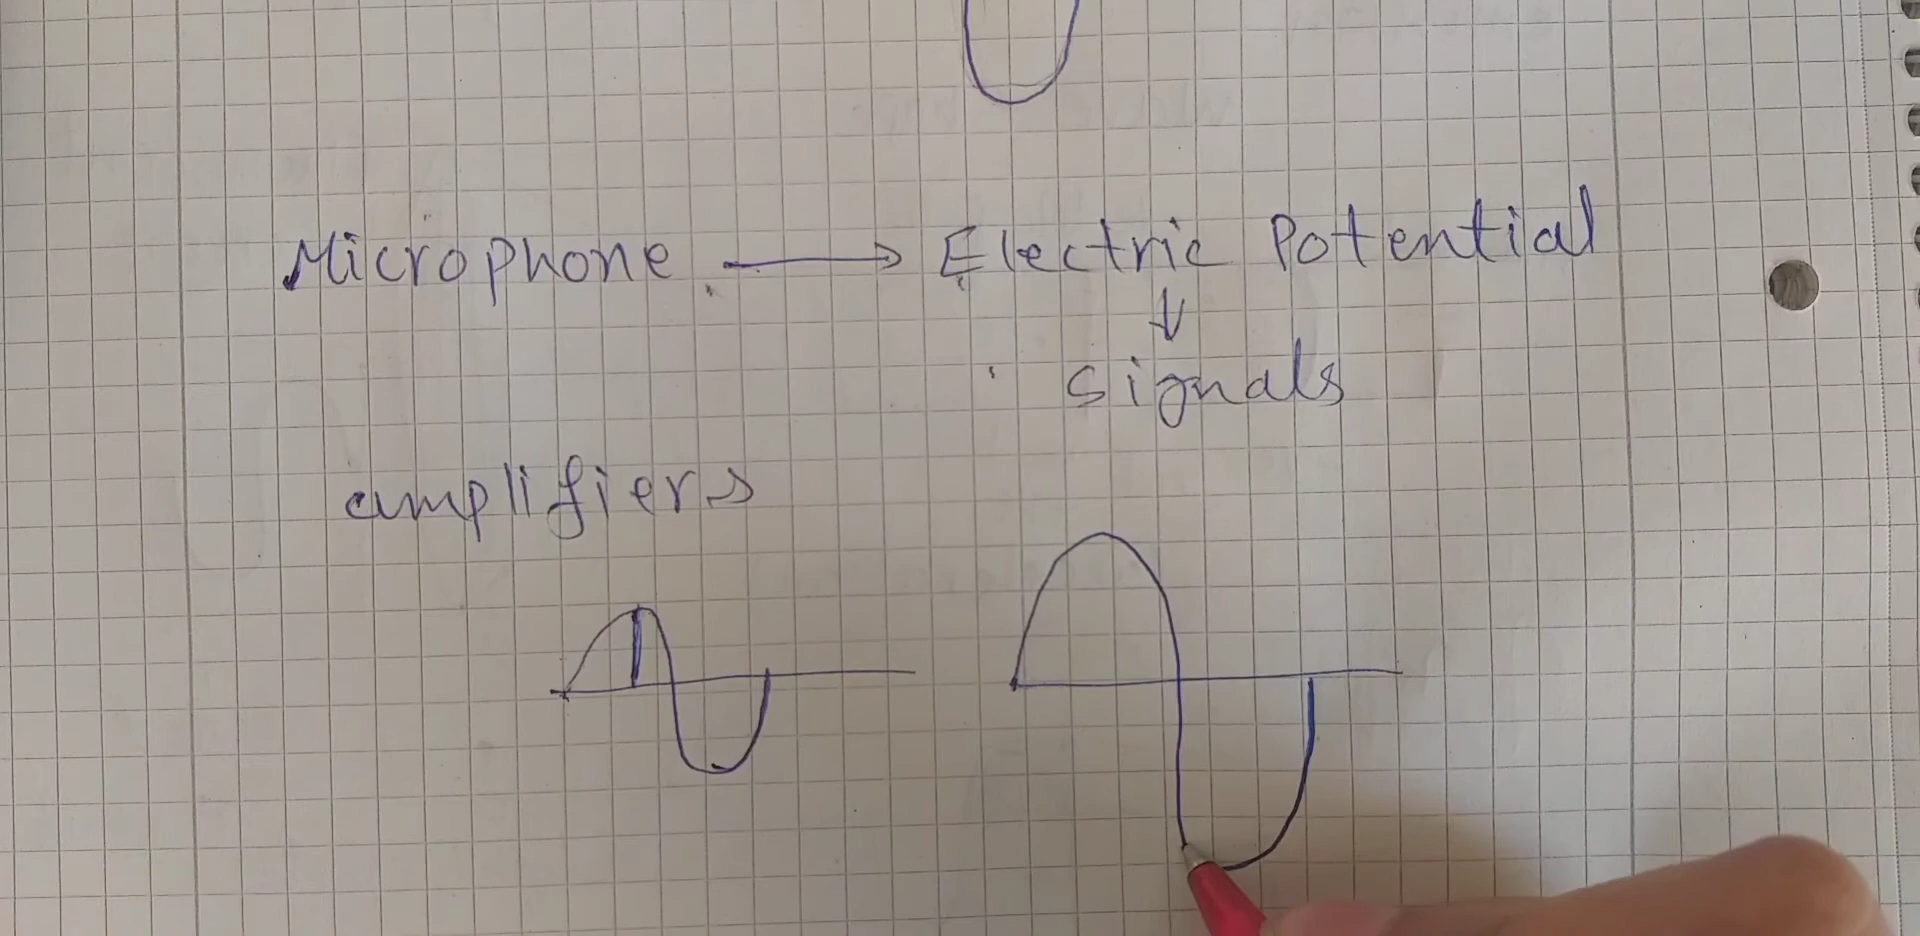 Microphone → Electric Potential
↓
signals
amplifiers